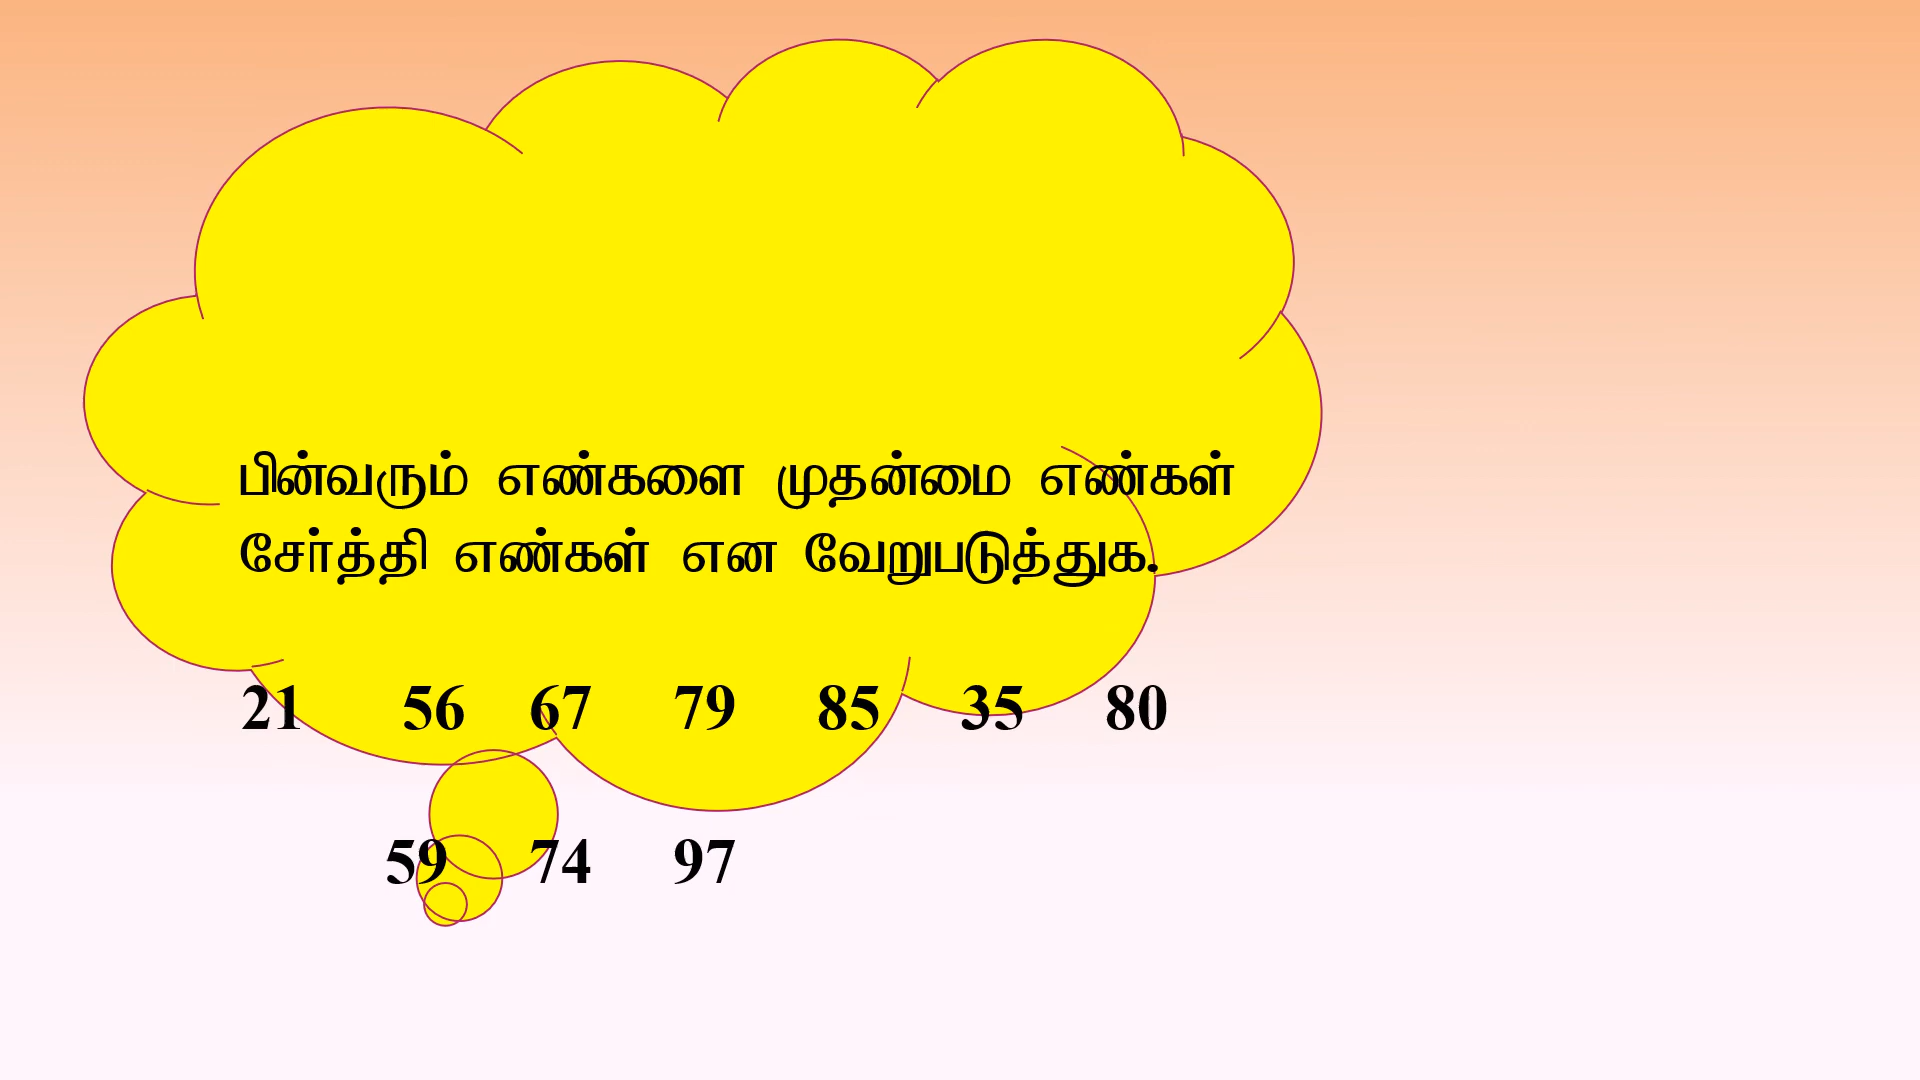 பின்வரும் எண்களை முதன்மை எண்கள்
சேர்த்தி எண்கள் என வேறுபடுத்துக.
21 56 67 79 85 35 80
59 74 97